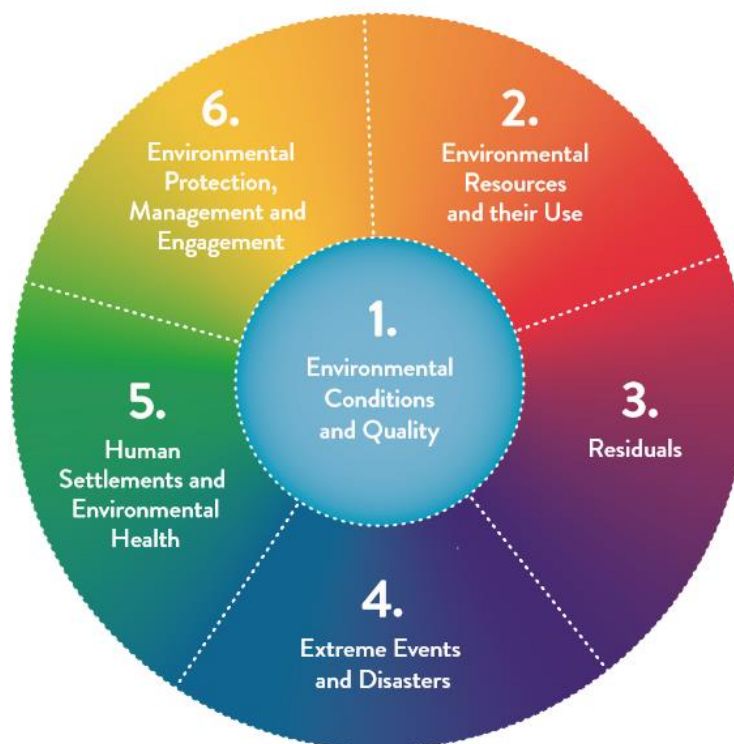 1.
Environmental
Conditions
and Quality
2.
Environmental
Resources
and their Use
3.
Residuals
4.
Extreme Events
and Disasters
5.
Human
Settlements and
Environmental
Health
6.
Environmental
Protection,
Management and
Engagement